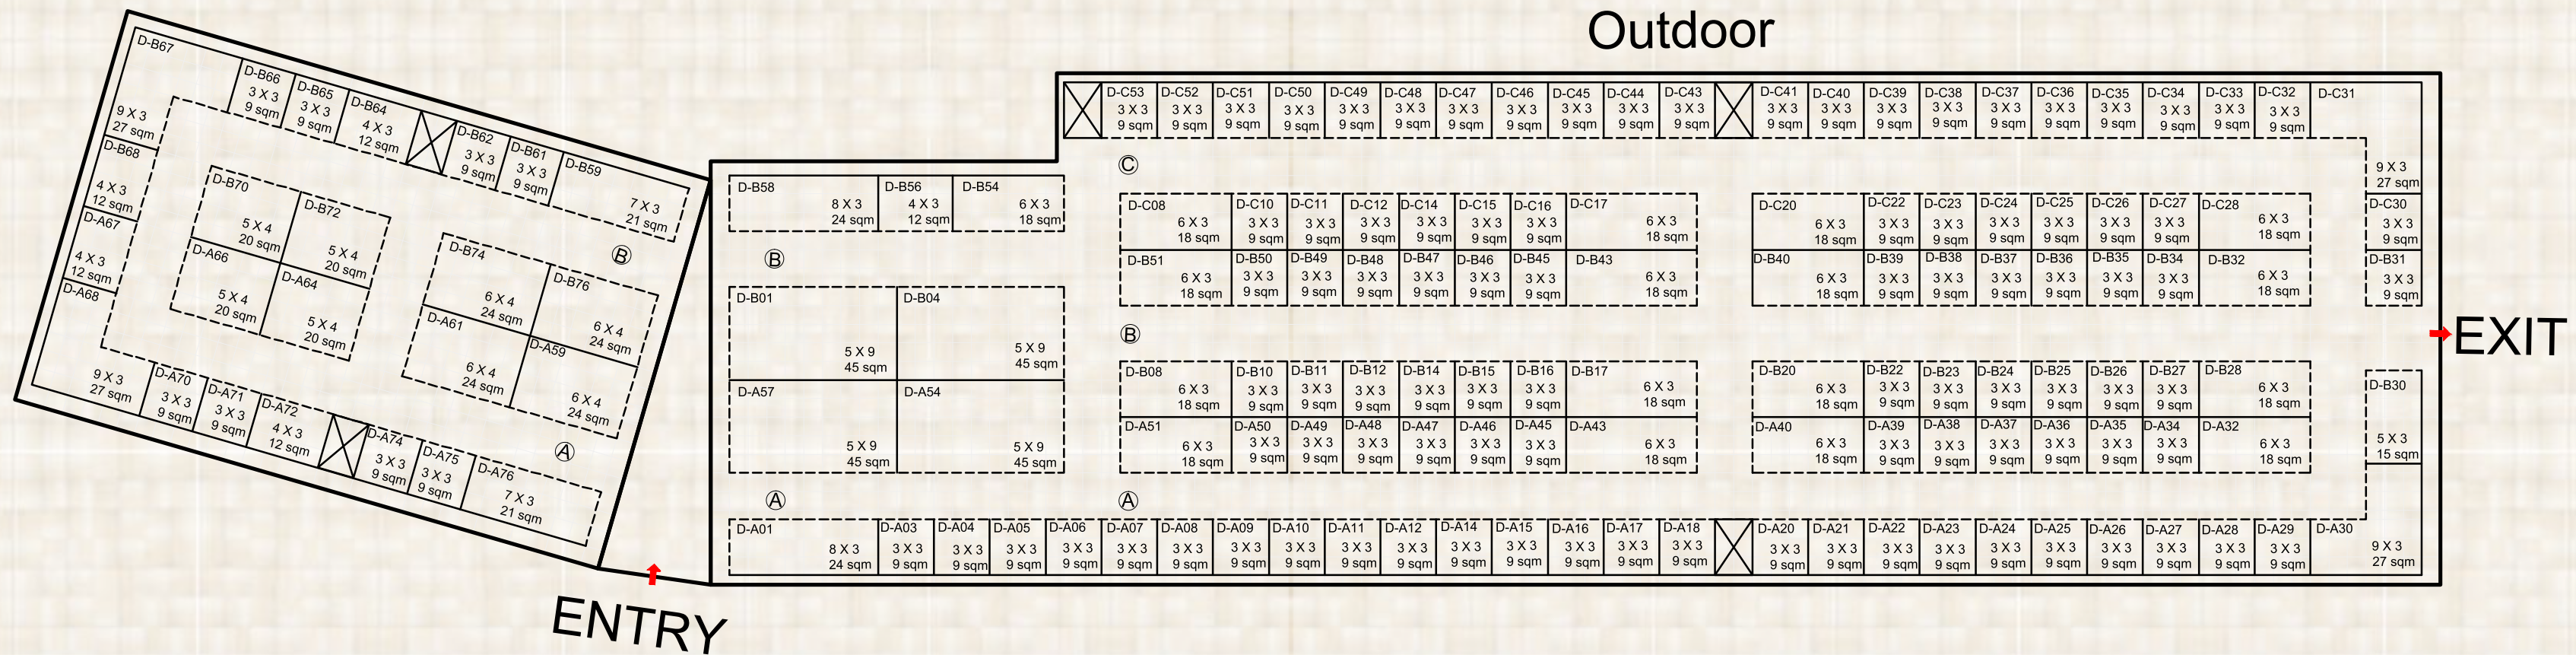 Outdoor
D-B67
9 X 3
27 sqm
D-B66
3 X 3
9 sqm
D-B65
3 X 3
9 sqm
D-B64
4 X 3
12 sqm
D-B62
3 X 3
9 sqm
D-B61
3 X 3
9 sqm
D-B59
7 X 3
21 sqm
D-B68
4 X 3
12 sqm
D-A67
4 X 3
12 sqm
D-A68
9 X 3
27 sqm
D-B70
5 X 4
20 sqm
D-B72
5 X 4
20 sqm
D-A66
5 X 4
20 sqm
D-A64
5 X 4
20 sqm
D-B74
6 X 4
24 sqm
D-B76
6 X 4
24 sqm
D-A61
6 X 4
24 sqm
D-A59
6 X 4
24 sqm
B
A
D-A70
3 X 3
9 sqm
D-A71
3 X 3
9 sqm
D-A72
4 X 3
12 sqm
D-A74
3 X 3
9 sqm
D-A75
3 X 3
9 sqm
D-A76
7 X 3
21 sqm
ENTRY
D-B58
8 X 3
24 sqm
D-B56
4 X 3
12 sqm
D-B54
6 X 3
18 sqm
B
D-B01
5 X 9
45 sqm
D-B04
5 X 9
45 sqm
D-A57
5 X 9
45 sqm
D-A54
5 X 9
45 sqm
A
D-C53 D-C52 D-C51 D-C50 D-C49 D-C48 D-C47 D-C46 D-C45 D-C44 D-C43 D-C41 D-C40 D-C39 D-C38 D-C37 D-C36 D-C35 D-C34 D-C33 D-C32 D-C31
3 X 3 3 X 3 3 X 3 3 X 3 3 X 3 3 X 3 3 X 3 3 X 3 3 X 3 3 X 3 3 X 3 3 X 3 3 X 3 3 X 3 3 X 3 3 X 3 3 X 3 3 X 3 3 X 3 3 X 3 3 X 3
9 sqm 9 sqm 9 sqm 9 sqm 9 sqm 9 sqm 9 sqm 9 sqm 9 sqm 9 sqm 9 sqm 9 sqm 9 sqm 9 sqm 9 sqm 9 sqm 9 sqm 9 sqm 9 sqm 9 sqm 9 sqm
9 X 3
27 sqm
C
D-C08 D-C10 D-C11 D-C12 D-C14 D-C15 D-C16 D-C17 D-C20 D-C22 D-C23 D-C24 D-C25 D-C26 D-C27 D-C28 D-C30
6 X 3 3 X 3 3 X 3 3 X 3 3 X 3 3 X 3 3 X 3 6 X 3 6 X 3 3 X 3 3 X 3 3 X 3 3 X 3 3 X 3 3 X 3 6 X 3 3 X 3
18 sqm 9 sqm 9 sqm 9 sqm 9 sqm 9 sqm 9 sqm 18 sqm 18 sqm 9 sqm 9 sqm 9 sqm 9 sqm 9 sqm 9 sqm 18 sqm 9 sqm
D-B51 D-B50 D-B49 D-B48 D-B47 D-B46 D-B45 D-B43 D-B40 D-B39 D-B38 D-B37 D-B36 D-B35 D-B34 D-B32 D-B31
6 X 3 3 X 3 3 X 3 3 X 3 3 X 3 3 X 3 3 X 3 6 X 3 6 X 3 3 X 3 3 X 3 3 X 3 3 X 3 3 X 3 3 X 3 6 X 3 3 X 3
18 sqm 9 sqm 9 sqm 9 sqm 9 sqm 9 sqm 9 sqm 18 sqm 18 sqm 9 sqm 9 sqm 9 sqm 9 sqm 9 sqm 9 sqm 18 sqm 9 sqm
B
EXIT
D-B08 D-B10 D-B11 D-B12 D-B14 D-B15 D-B16 D-B17 D-B20 D-B22 D-B23 D-B24 D-B25 D-B26 D-B27 D-B28 D-B30
6 X 3 3 X 3 3 X 3 3 X 3 3 X 3 3 X 3 3 X 3 6 X 3 6 X 3 3 X 3 3 X 3 3 X 3 3 X 3 3 X 3 3 X 3 6 X 3
18 sqm 9 sqm 9 sqm 9 sqm 9 sqm 9 sqm 9 sqm 18 sqm 18 sqm 9 sqm 9 sqm 9 sqm 9 sqm 9 sqm 9 sqm 18 sqm
D-A51 D-A50 D-A49 D-A48 D-A47 D-A46 D-A45 D-A43 D-A40 D-A39 D-A38 D-A37 D-A36 D-A35 D-A34 D-A32
6 X 3 3 X 3 3 X 3 3 X 3 3 X 3 3 X 3 3 X 3 6 X 3 6 X 3 3 X 3 3 X 3 3 X 3 3 X 3 3 X 3 3 X 3 6 X 3 5 X 3
18 sqm 9 sqm 9 sqm 9 sqm 9 sqm 9 sqm 9 sqm 18 sqm 18 sqm 9 sqm 9 sqm 9 sqm 9 sqm 9 sqm 9 sqm 18 sqm 15 sqm
A
D-A01 D-A03 D-A04 D-A05 D-A06 D-A07 D-A08 D-A09 D-A10 D-A11 D-A12 D-A14 D-A15 D-A16 D-A17 D-A18 D-A20 D-A21 D-A22 D-A23 D-A24 D-A25 D-A26 D-A27 D-A28 D-A29 D-A30
8 X 3 3 X 3 3 X 3 3 X 3 3 X 3 3 X 3 3 X 3 3 X 3 3 X 3 3 X 3 3 X 3 3 X 3 3 X 3 3 X 3 3 X 3 3 X 3 3 X 3 3 X 3 3 X 3 3 X 3 3 X 3 3 X 3 3 X 3 3 X 3 3 X 3 3 X 3 9 X 3
24 sqm 9 sqm 9 sqm 9 sqm 9 sqm 9 sqm 9 sqm 9 sqm 9 sqm 9 sqm 9 sqm 9 sqm 9 sqm 9 sqm 9 sqm 9 sqm 9 sqm 9 sqm 9 sqm 9 sqm 9 sqm 9 sqm 9 sqm 9 sqm 9 sqm 9 sqm 27 sqm